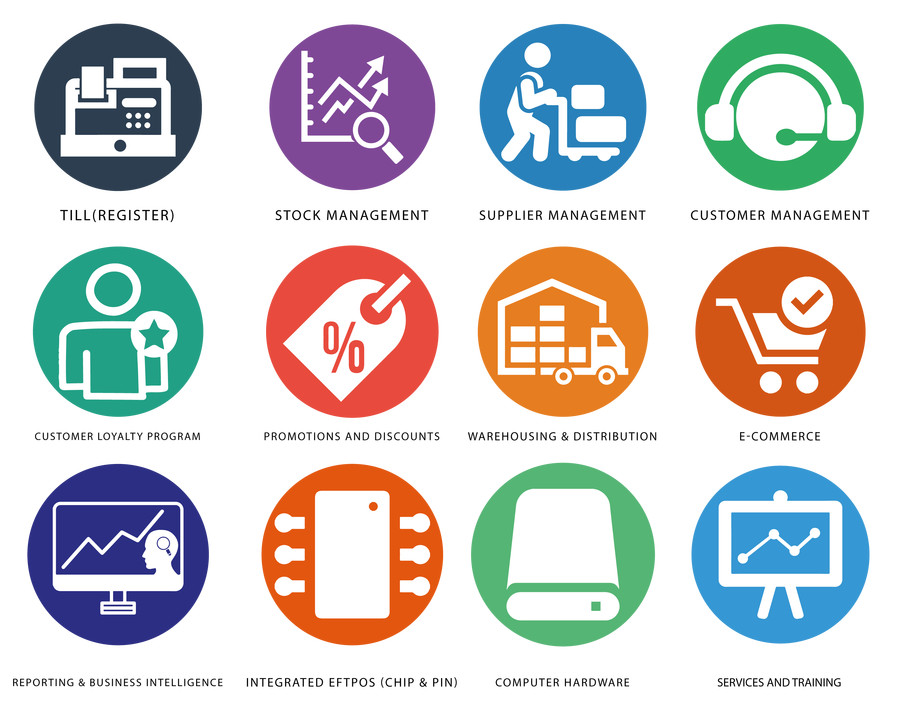 TILL(REGISTER)
STOCK MANAGEMENT
SUPPLIER MANAGEMENT
CUSTOMER MANAGEMENT
%
CUSTOMER LOYALTY PROGRAM
PROMOTIONS AND DISCOUNTS
WAREHOUSING & DISTRIBUTION
E-COMMERCE
REPORTING & BUSINESS INTELLIGENCE
INTEGRATED EFTPOS (CHIP & PIN)
COMPUTER HARDWARE
SERVICES AND TRAINING